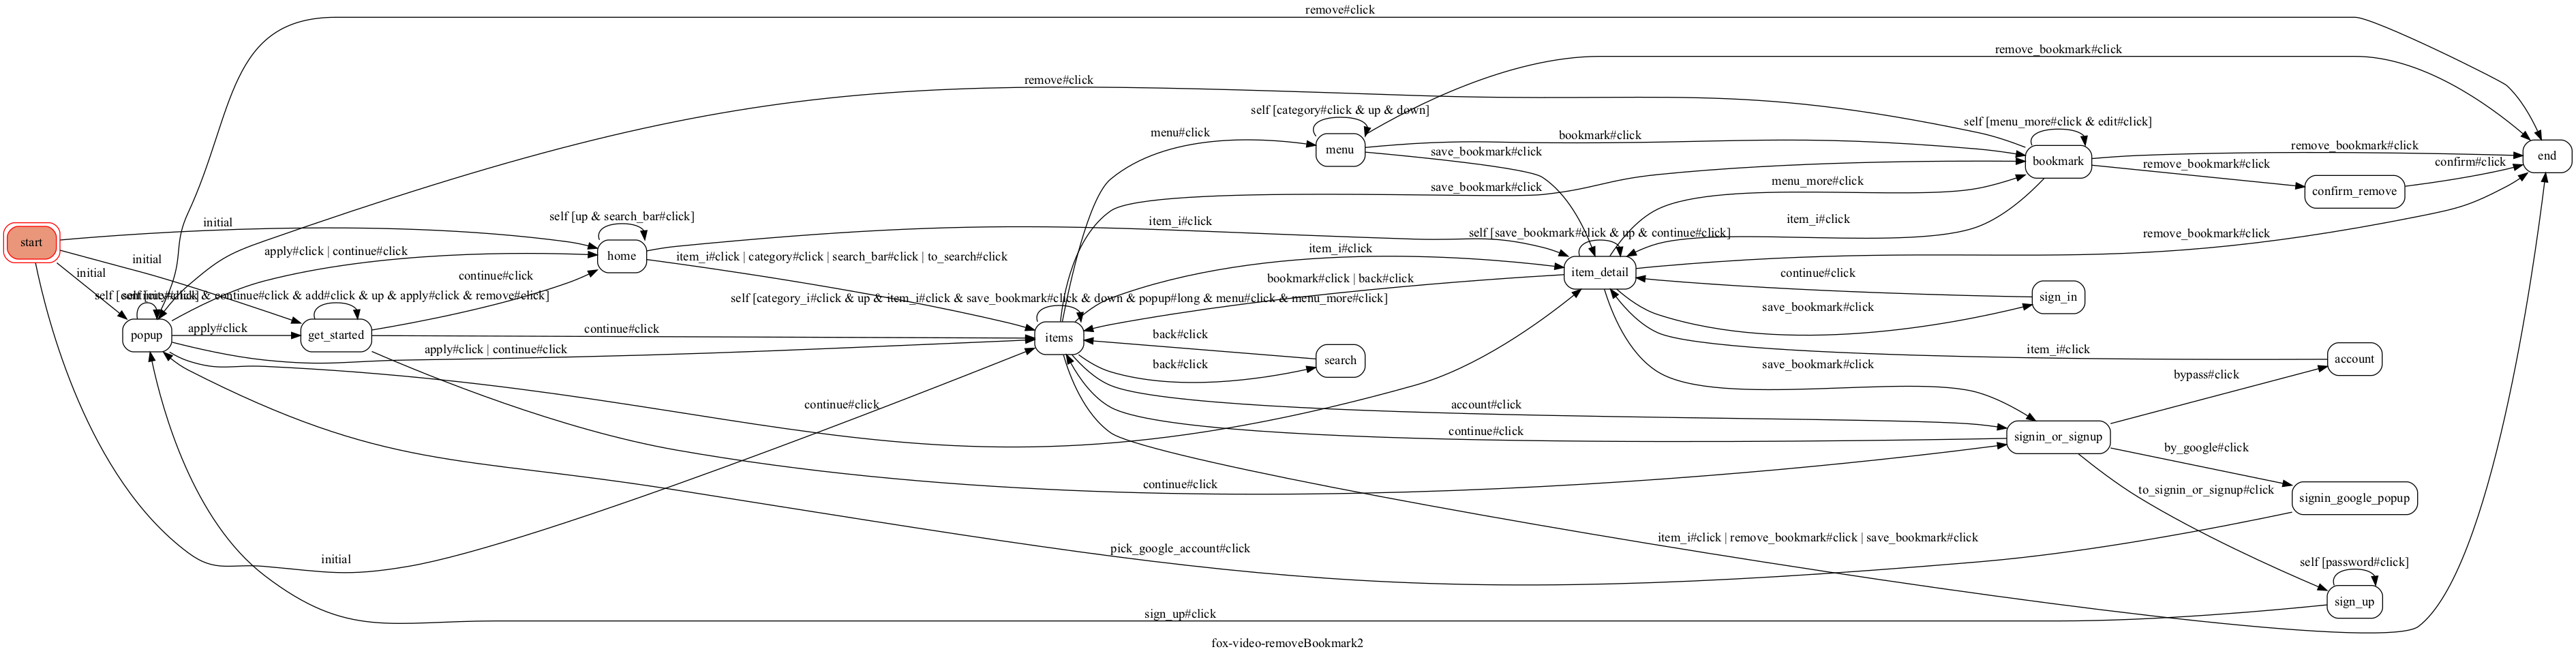 remove#click
remove_bookmark#click
remove#click
self [category#click & up & down]
menu#click
menu
bookmark#click
save_bookmark#click
self [menu_more#click & edit#click]
bookmark
remove_bookmark#click
remove_bookmark#click
confirm#click
end
confirm_remove
menu_more#click
save_bookmark#click
item_i#click
remove_bookmark#click
start
initial
initial
initial
self [up & search_bar#click]
home
item_i#click
self [save_bookmark#click & up & continue#click]
item_detail
apply#click | continue#click
item_i#click | category#click | search_bar#click | to_search#click
item_i#click
bookmark#click | back#click
continue#click
continue#click
sign_in
save_bookmark#click
& continue#click & add#click & up & apply#click & remove#click]
self [category_i#click & up & item_i#click & save_bookmark#click & down & popup#long & menu#click & menu_more#click]
popup
apply#click
get_started
continue#click
items
back#click
search
back#click
apply#click | continue#click
item_i#click
account
save_bookmark#click
bypass#click
continue#click
account#click
continue#click
signin_or_signup
by_google#click
continue#click
to_signin_or_signup#click
signin_google_popup
initial
pick_google_account#click
item_i#click | remove_bookmark#click | save_bookmark#click
self [password#click]
sign_up
sign_up#click
fox-video-removeBookmark2